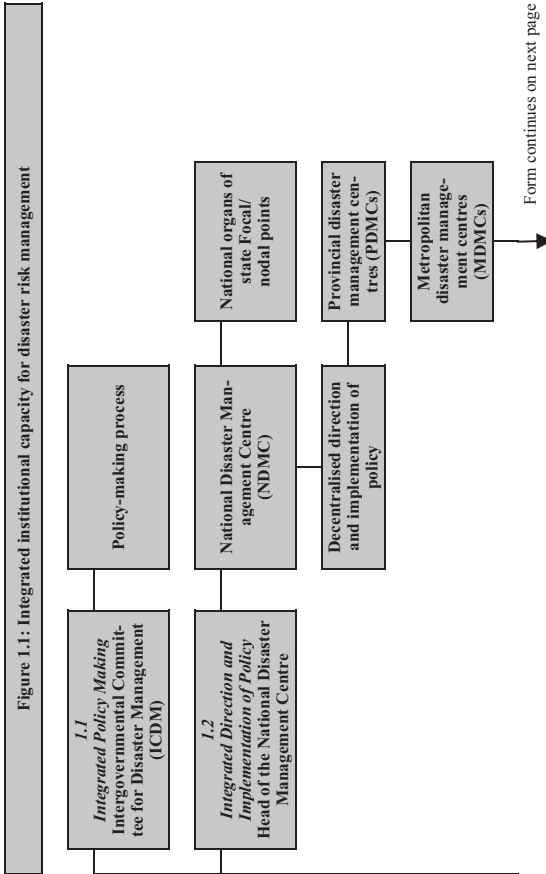 Figure 1.1: Integrated institutional capacity for disaster risk management
1.1
Integrated Policy Making
Intergovernmental Commit-
tee for Disaster Management
(ICDM)
Policy-making process
1.2
Integrated Direction and
Implementation of Policy
Head of the National Disaster
Management Centre
National Disaster Man-
agement Centre
(NDMC)
National organs of
state Focal/
nodal points
Decentralised direction
and implementation of
policy
Provincial disaster
management cen-
tres (PDMCs)
Metropolitan
disaster manage-
ment centres
(MDMCs)
Form continues on next page